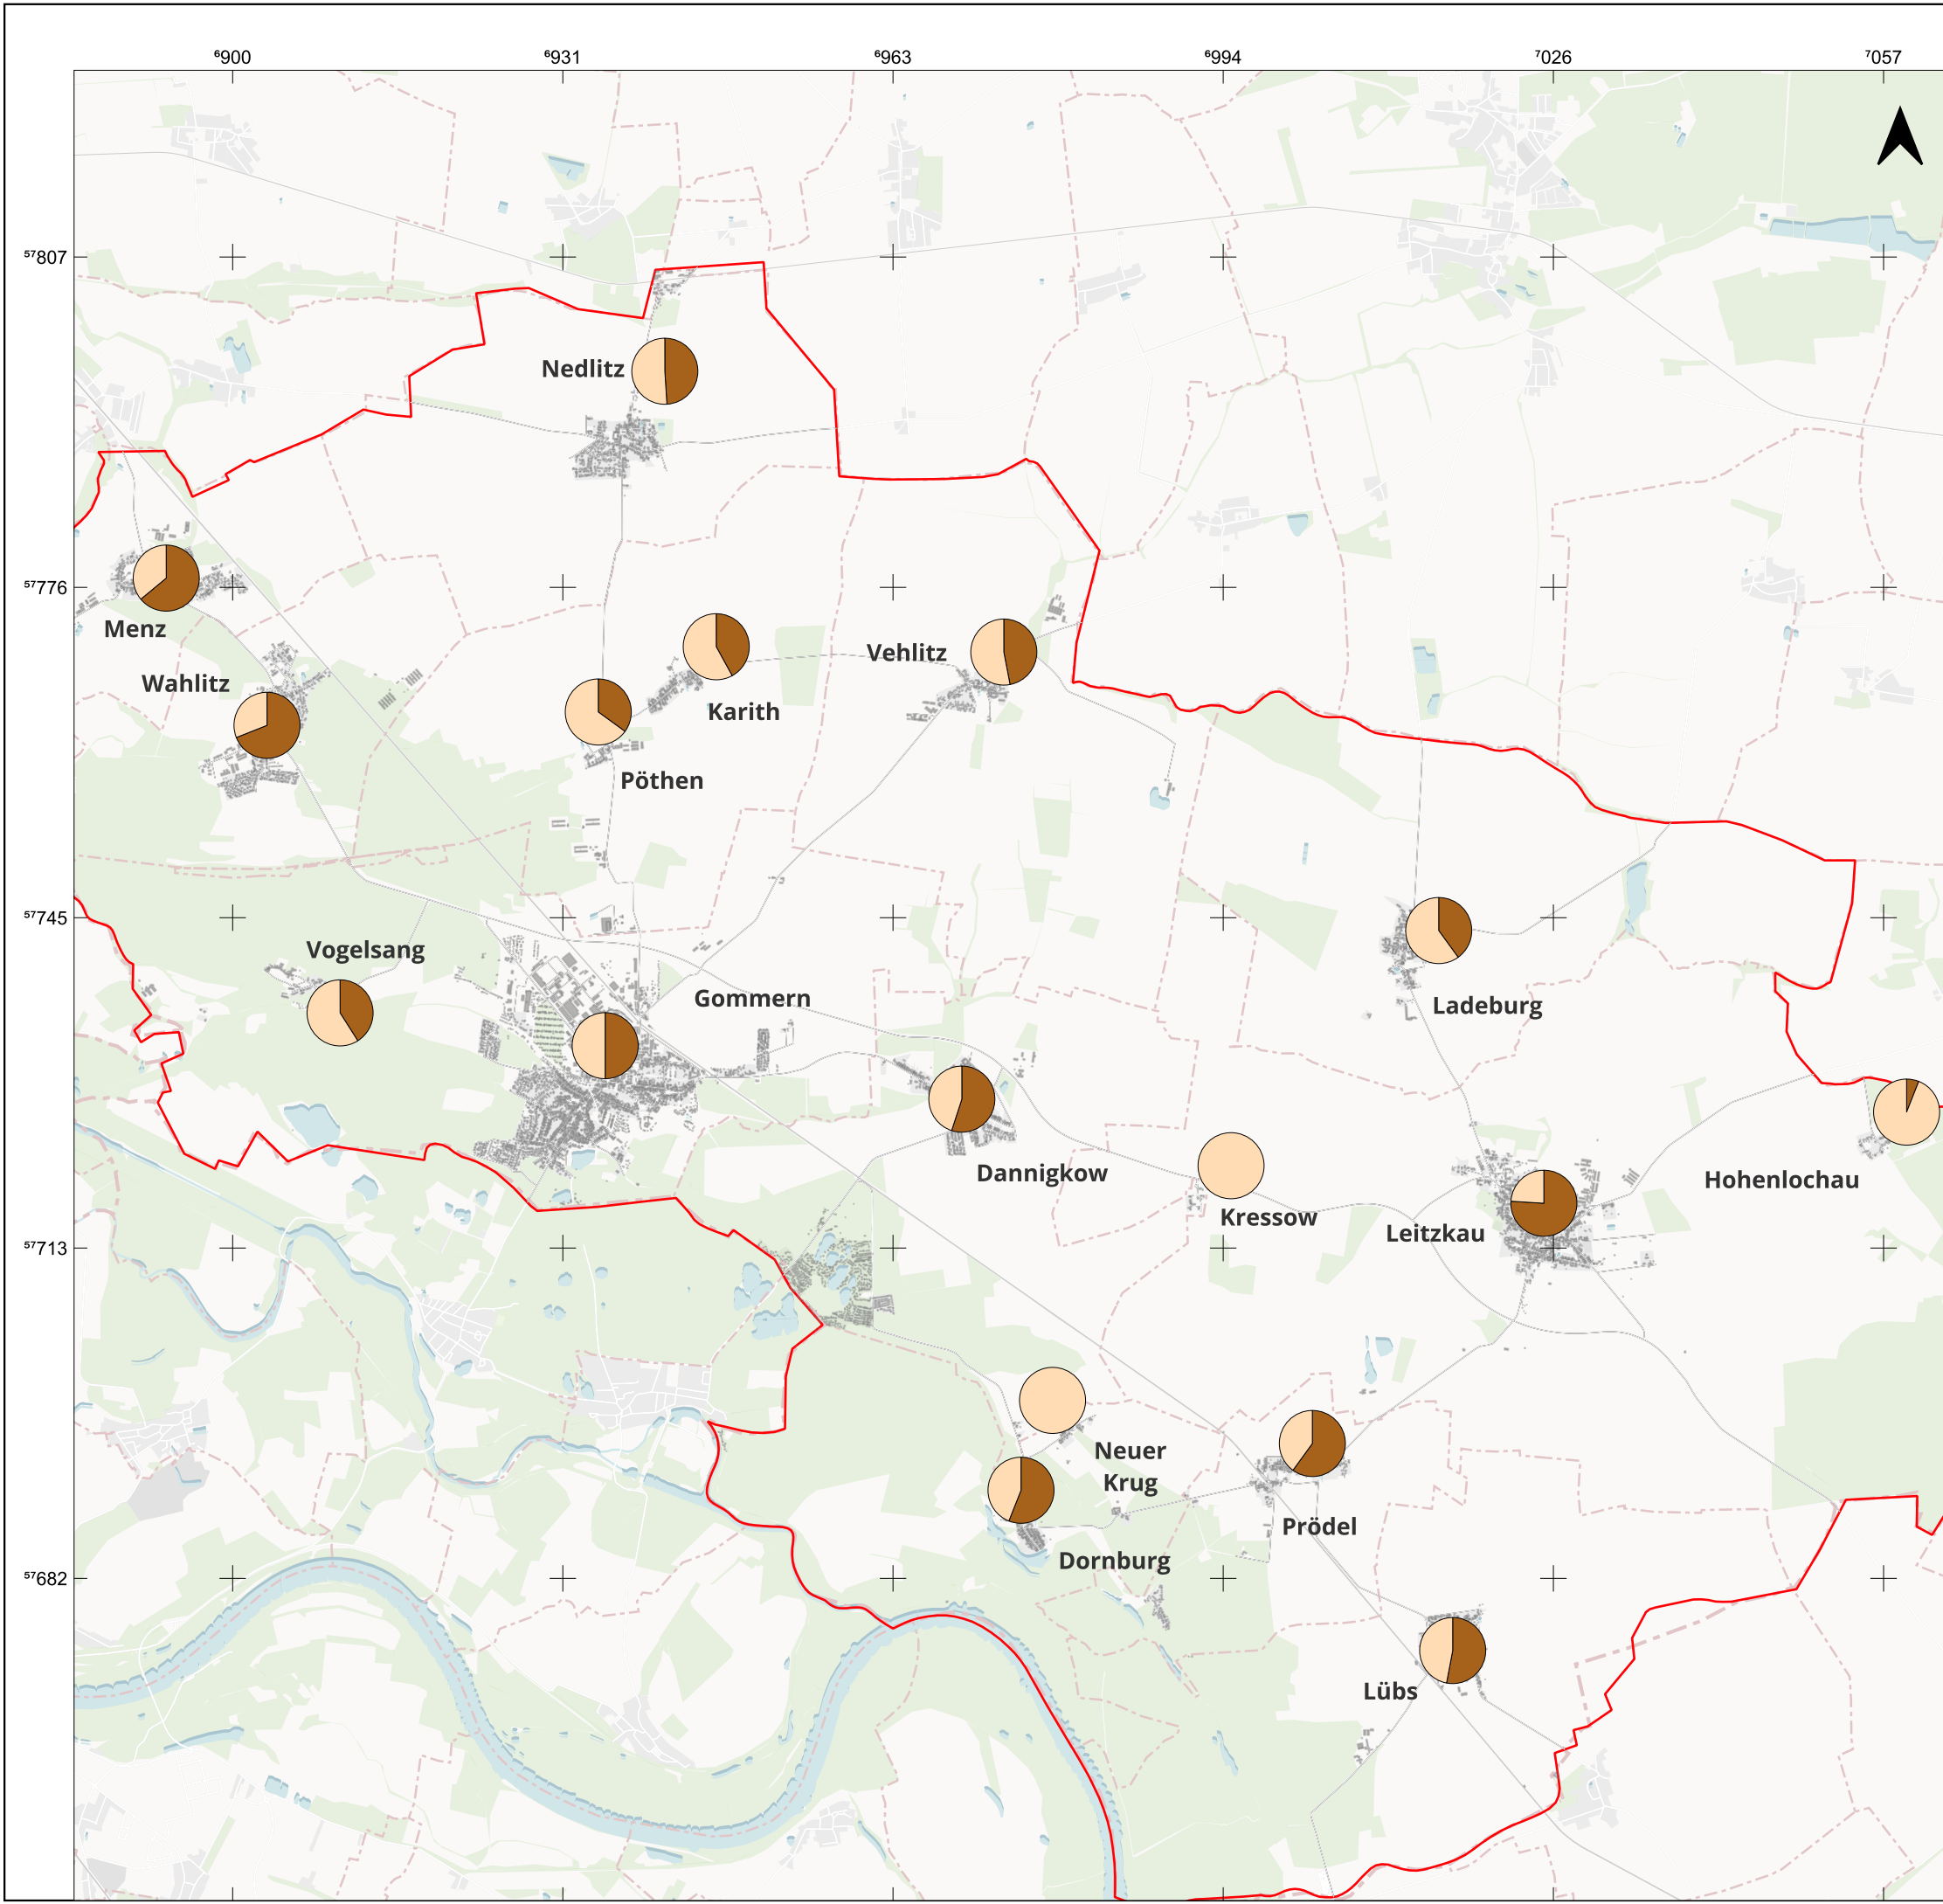 ⁶900 ⁶931 ⁶963 ⁶994 ⁷026 ⁷057
⁵⁷807
Nedlitz
⁵⁷776
Menz
Vehlitz
Wahlitz
Karith
Pöthen
⁵⁷745
Vogelsang
Gommern
Ladeburg
Dannigkow
Hohenlochau
Kressow
Leitzkau
⁵⁷713
Neuer
Krug
Prödel
Dornburg
⁵⁷682
Lübs